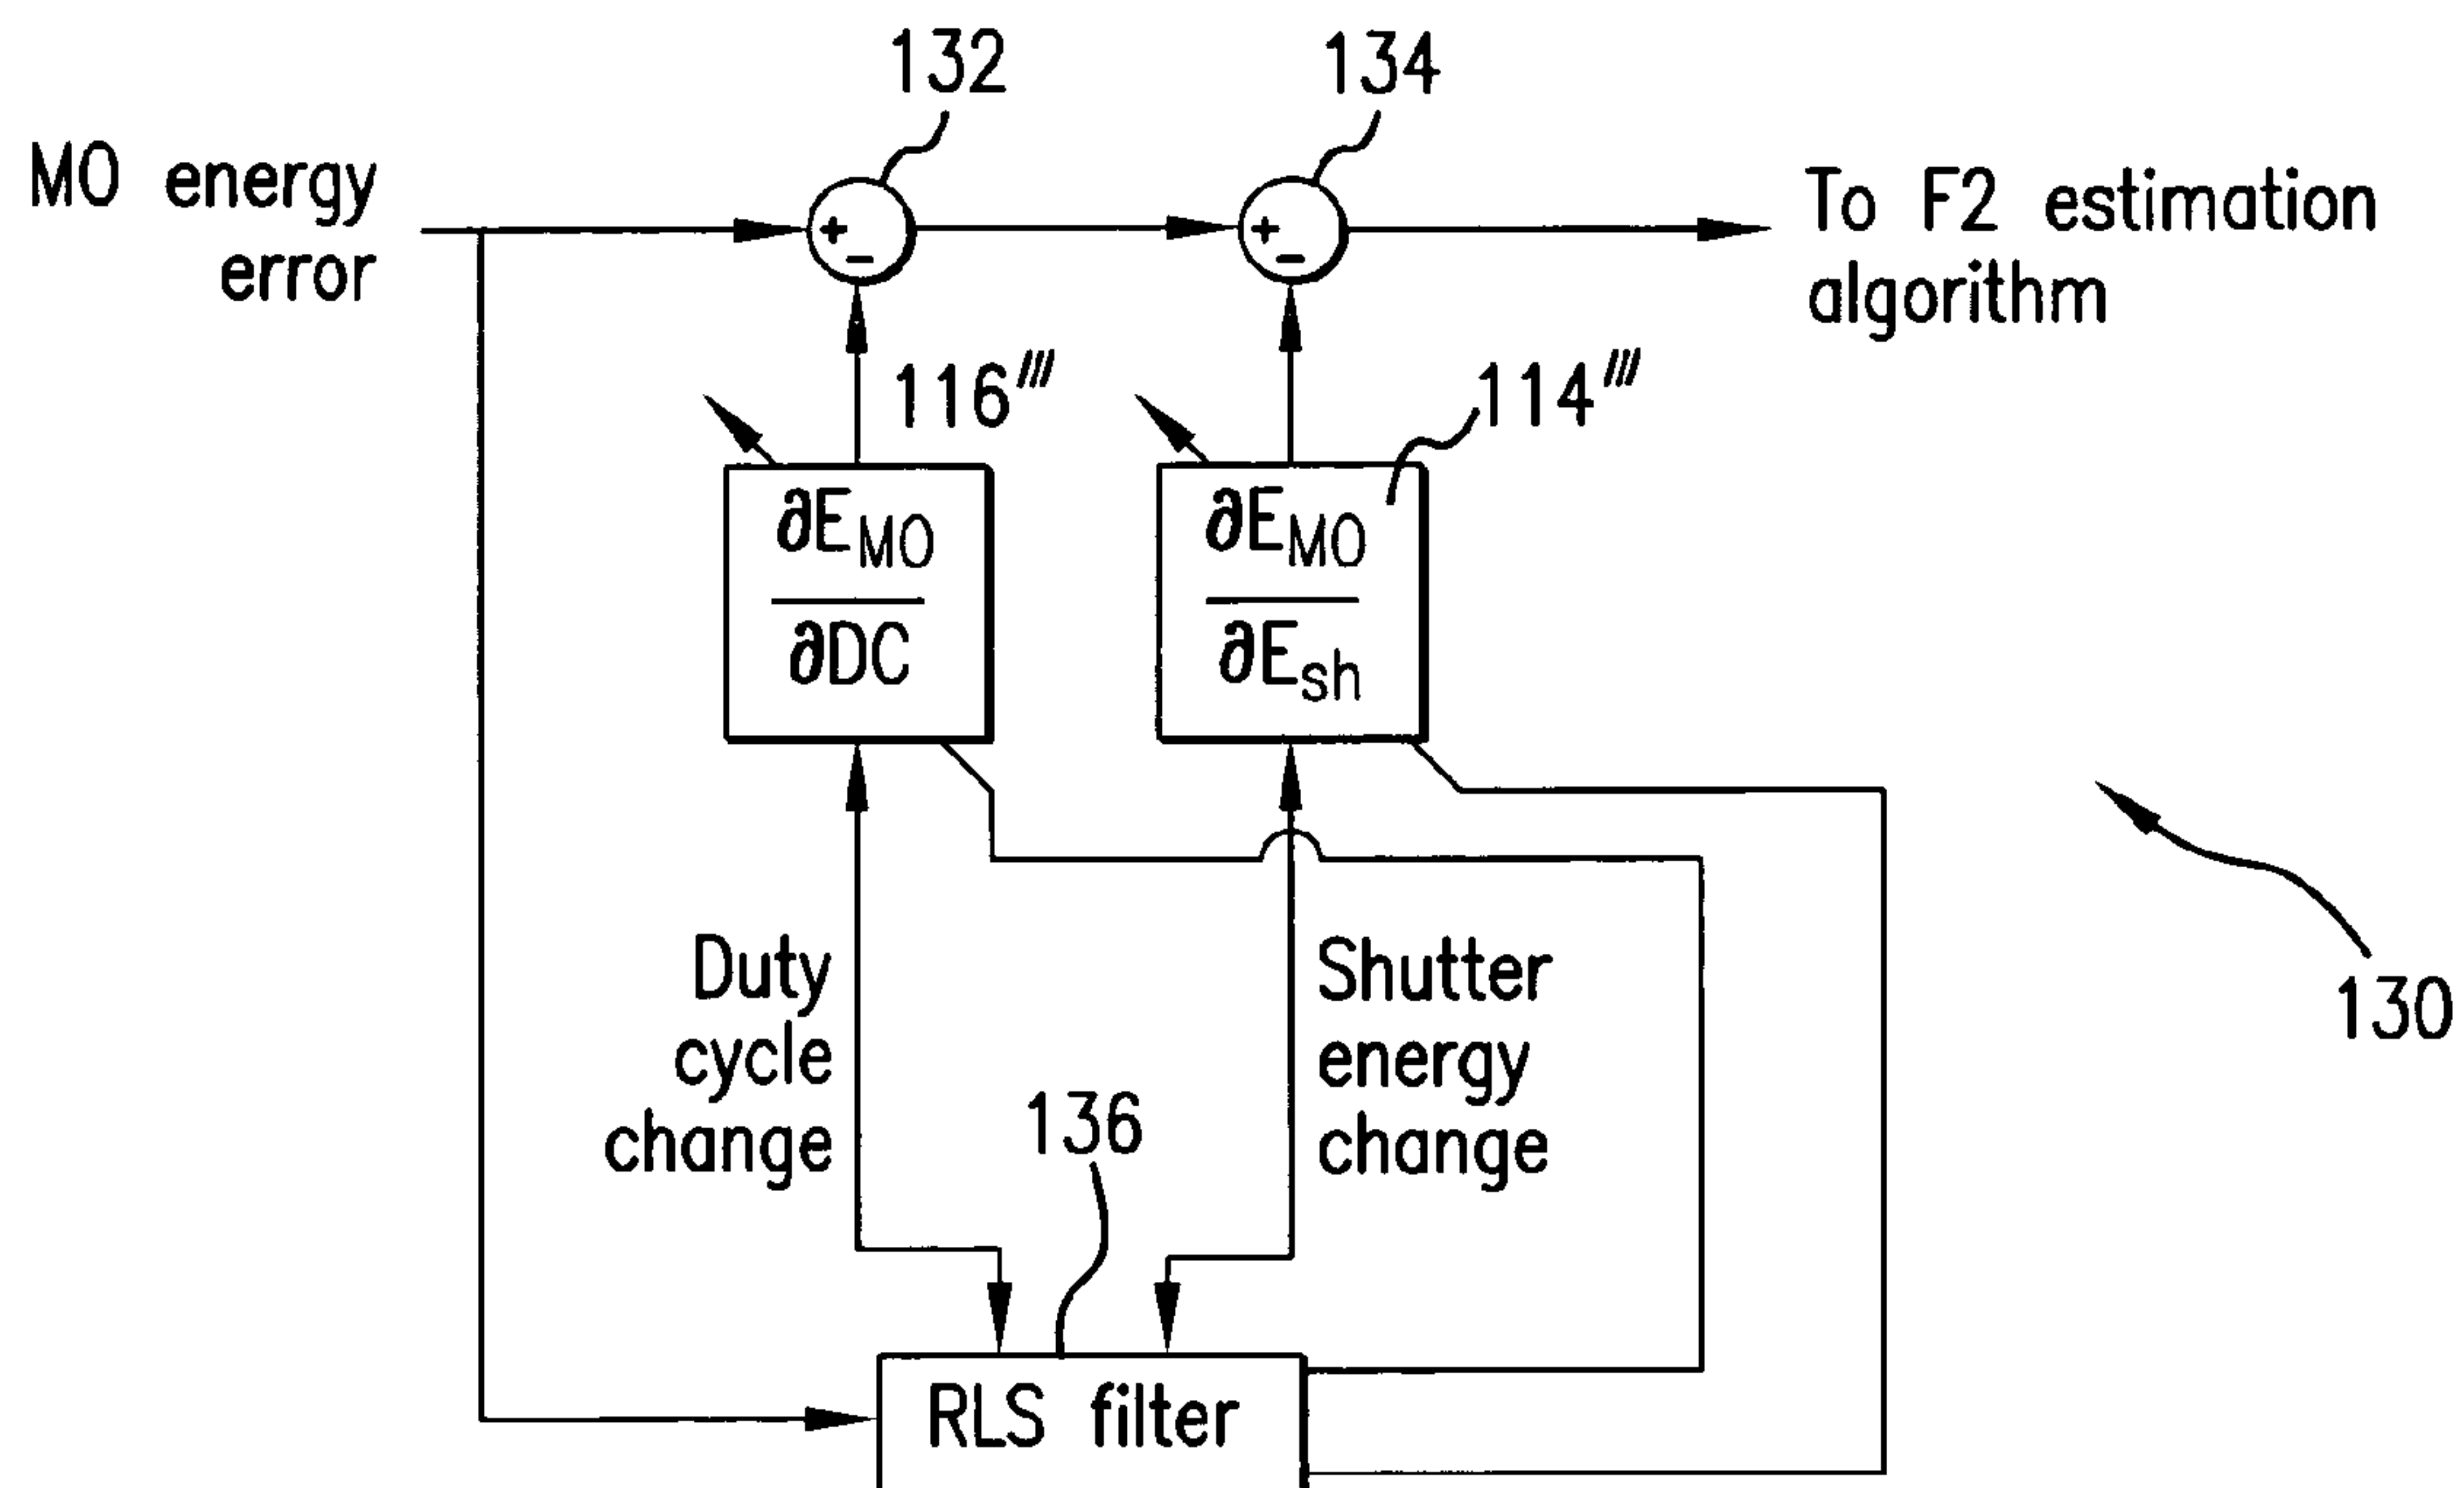 132
134
MO energy
error
To F2 estimation
algorithm
116'''
114'''
∂E_MO
∂DC
∂E_MO
∂E_sh
Duty
cycle
change
Shutter
energy
change
130
136
RLS filter